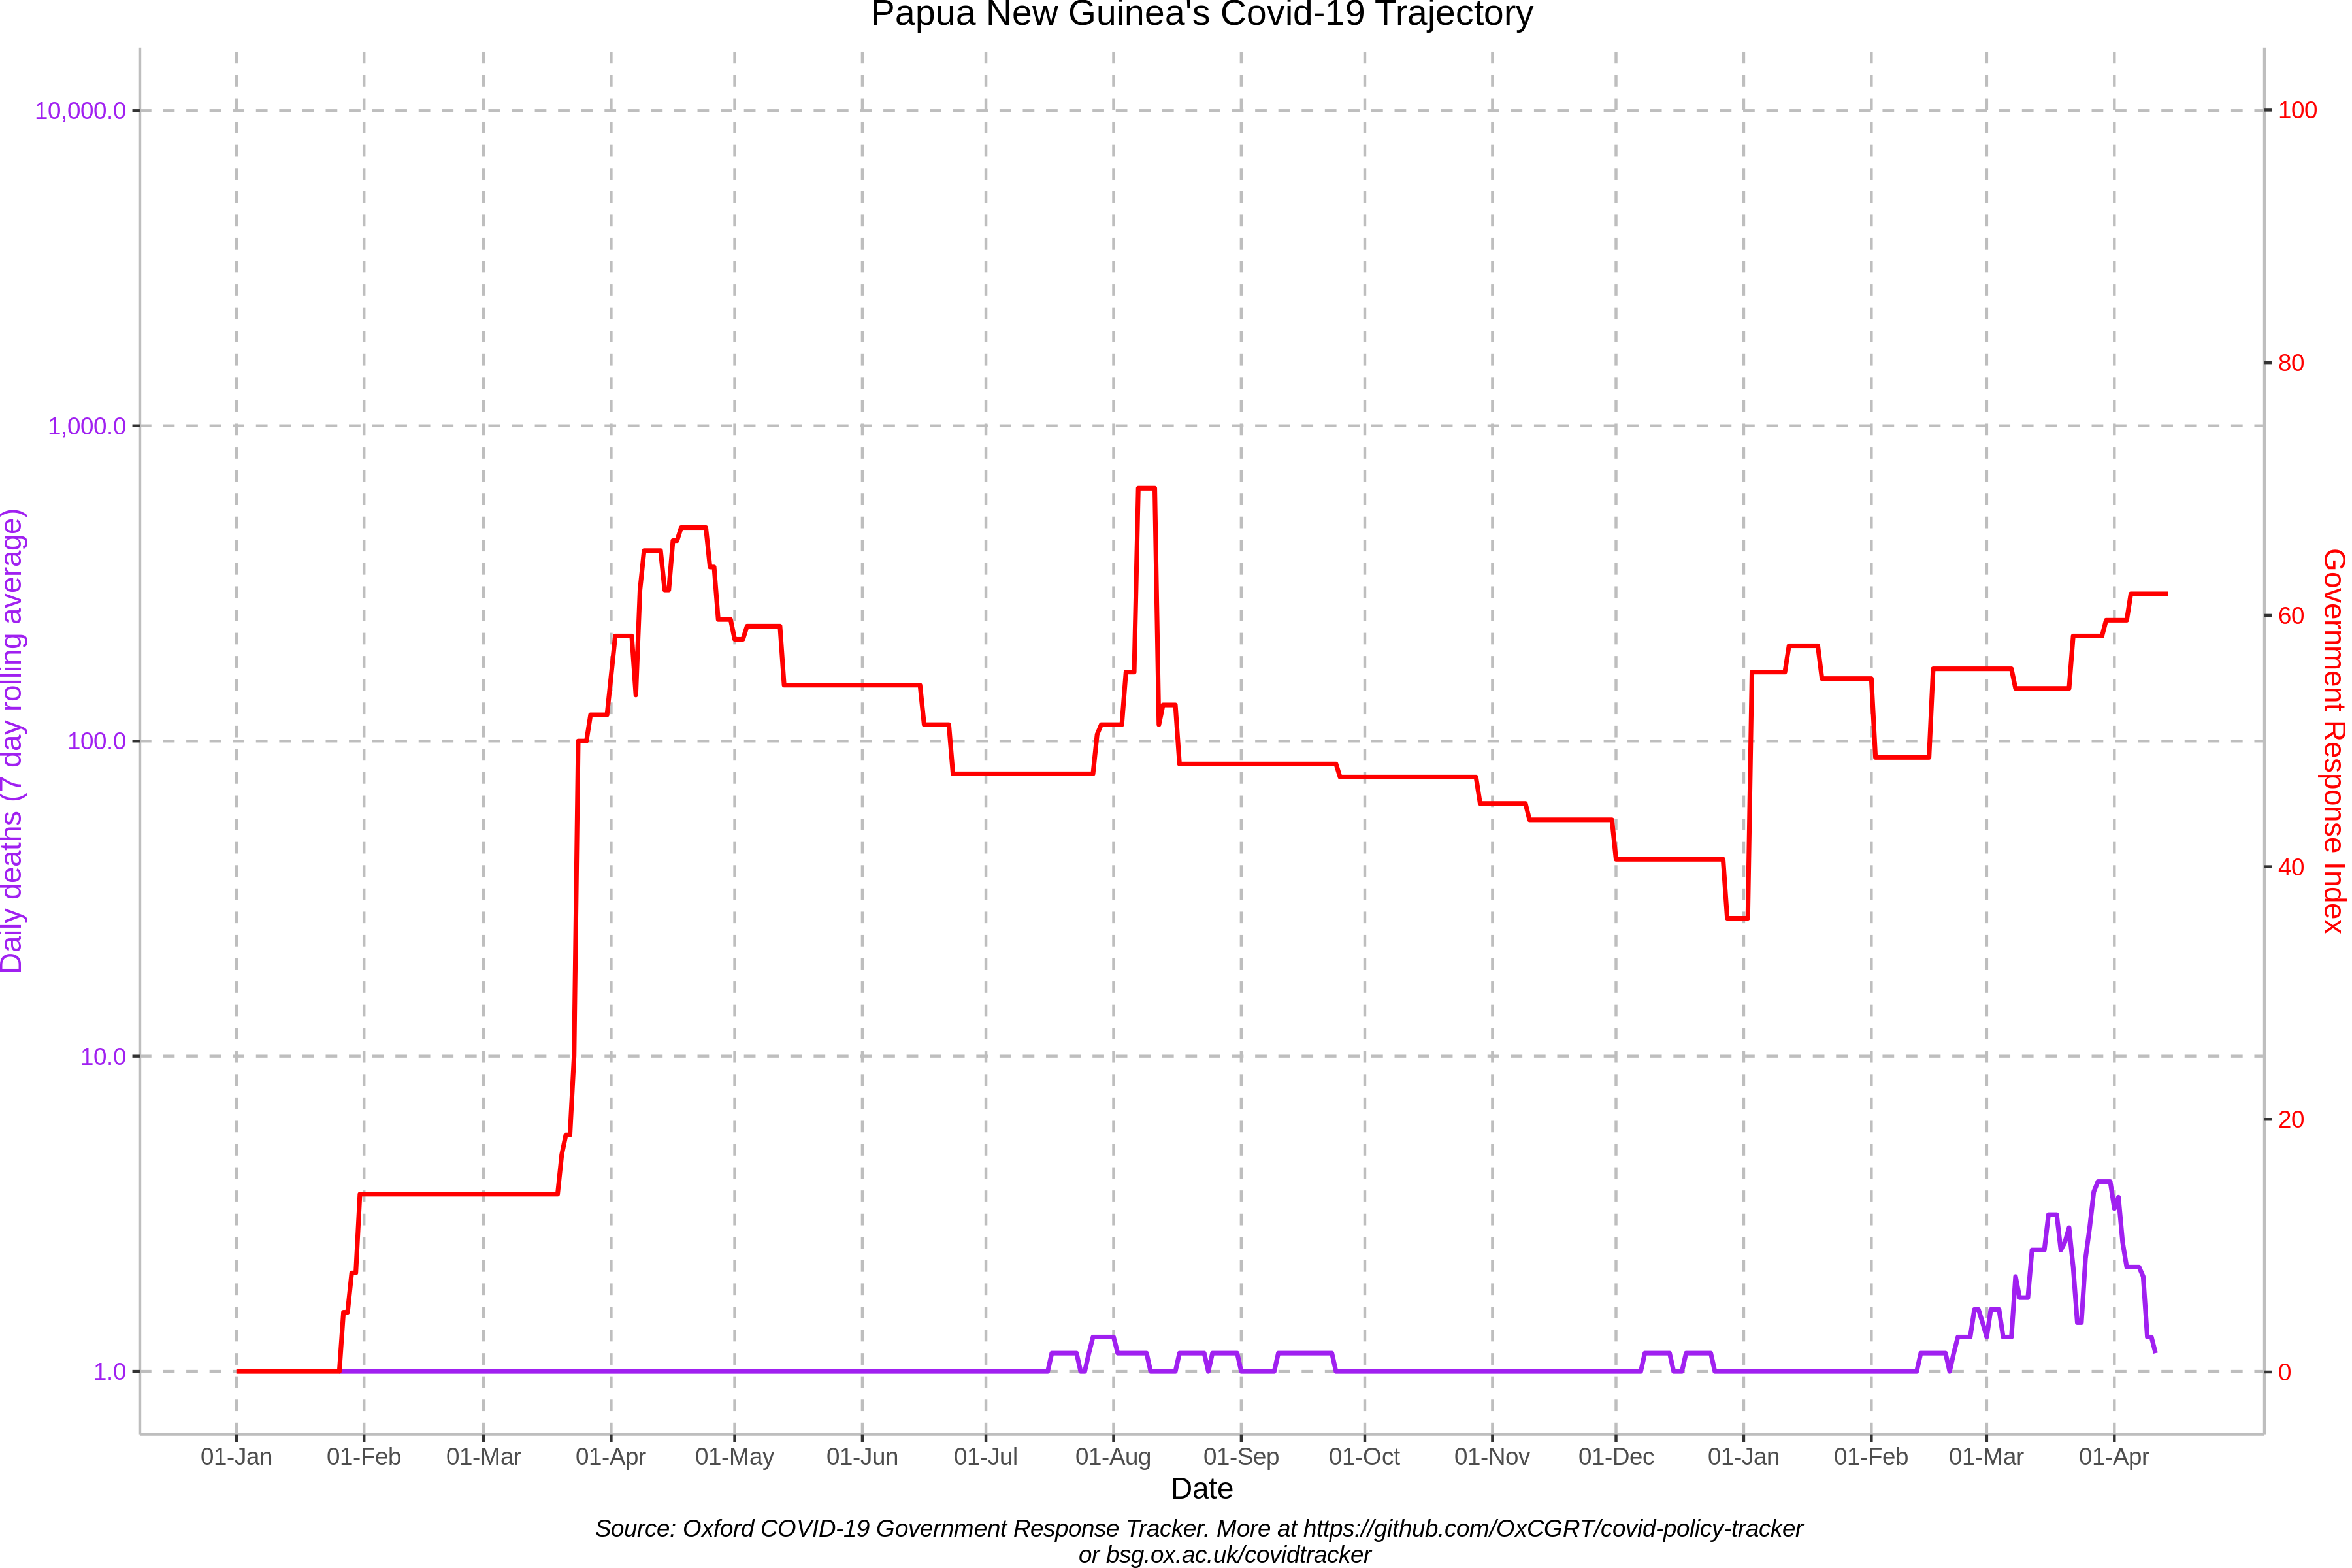 Papua New Guinea's Covid-19 Trajectory
10,000.0
1,000.0
100.0
10.0
1.0
Daily deaths (7 day rolling average)
100
80
60
40
20
0
Government Response Index
01-Jan 01-Feb 01-Mar 01-Apr 01-May 01-Jun 01-Jul 01-Aug 01-Sep 01-Oct 01-Nov 01-Dec 01-Jan 01-Feb 01-Mar 01-Apr
Date
Source: Oxford COVID-19 Government Response Tracker. More at https://github.com/OxCGRT/covid-policy-tracker
or bsg.ox.ac.uk/covidtracker